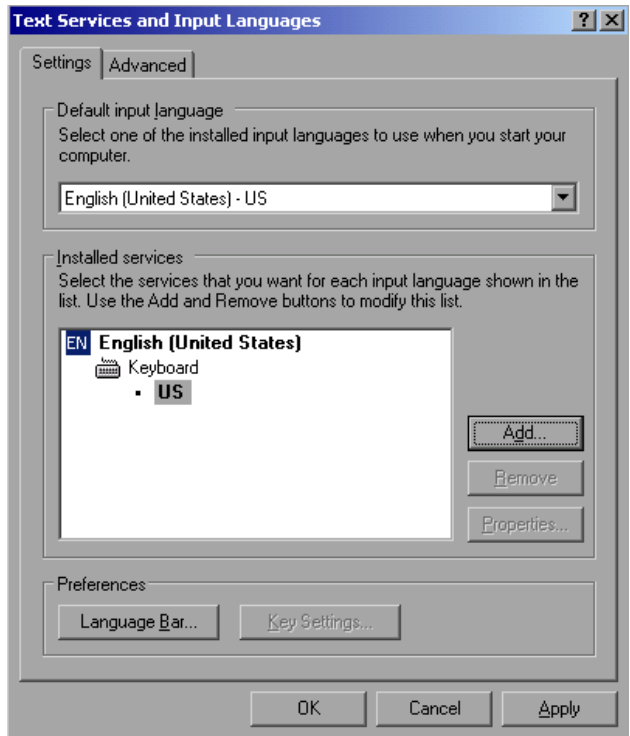 Text Services and Input Languages
Settings
Advanced
Default input language
Select one of the installed input languages to use when you start your
computer.
English (United States) - US
Installed services
Select the services that you want for each input language shown in the
list. Use the Add and Remove buttons to modify this list.
EN English (United States)
Keyboard
US
Add...
Remove
Properties...
Preferences
Language Bar...
Key Settings...
OK
Cancel
Apply